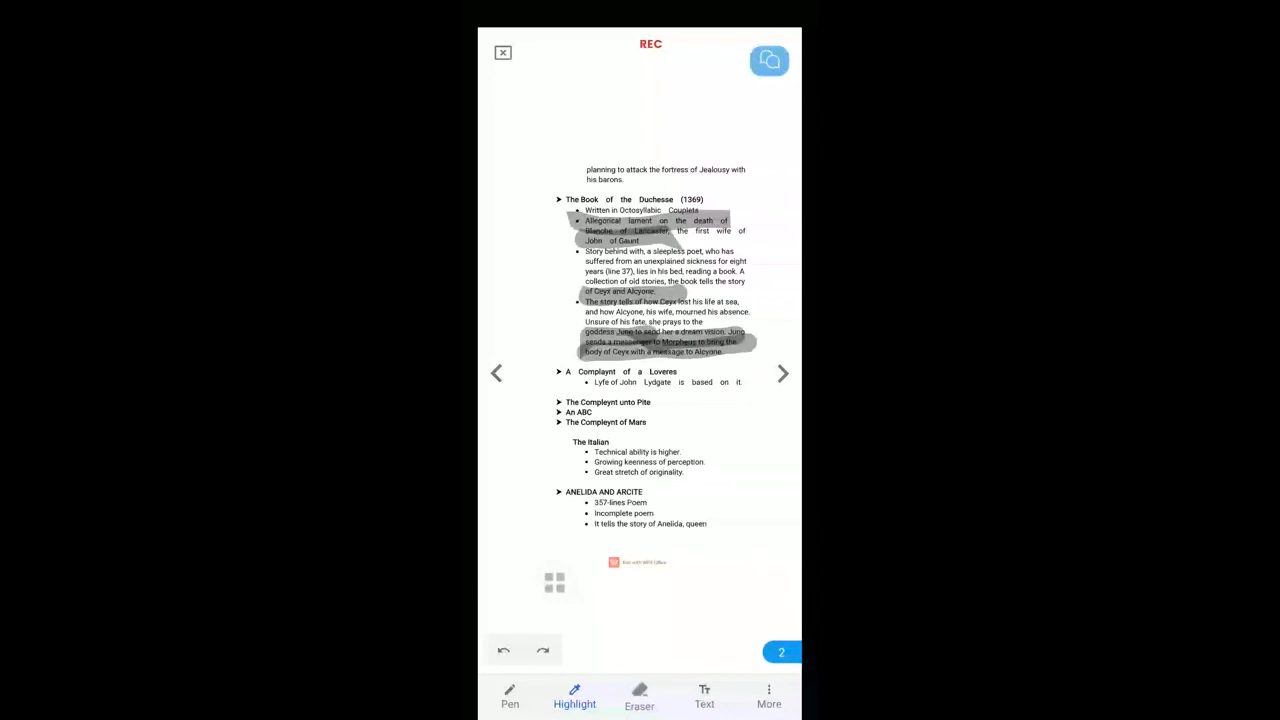 REC
planning to attack the fortress of Jealousy with
his barons.
➤ The Book of the Duchesse (1369)
• Written in Octosyllabic Couplets
• Allegorical lament on the death of
Blanche of Lancaster, the first wife of
John of Gaunt
• Story behind with, a sleepless poet, who has
suffered from an unexplained sickness for eight
years (line 37), lies in his bed, reading a book. A
collection of old stories, the book tells the story
of Ceyx and Alcyone.
• The story tells of how Ceyx lost his life at sea,
and how Alcyone, his wife, mourned his absence.
Unsure of his fate, she prays to the
goddess Juno to send her a dream vision. Juno
sends a messenger to Morpheus to bring the
body of Ceyx with a message to Alcyone.
➤ A Complaynt of a Loveres
• Lyfe of John Lydgate is based on it.
➤ The Compleynt unto Pite
➤ An ABC
➤ The Compleynt of Mars
The Italian
• Technical ability is higher.
• Growing keenness of perception.
• Great stretch of originality.
➤ ANELIDA AND ARCITE
• 357-lines Poem
• Incomplete poem
• It tells the story of Anelida, queen
Edit with WPS Office
2
Pen
Highlight
Eraser
Text
More